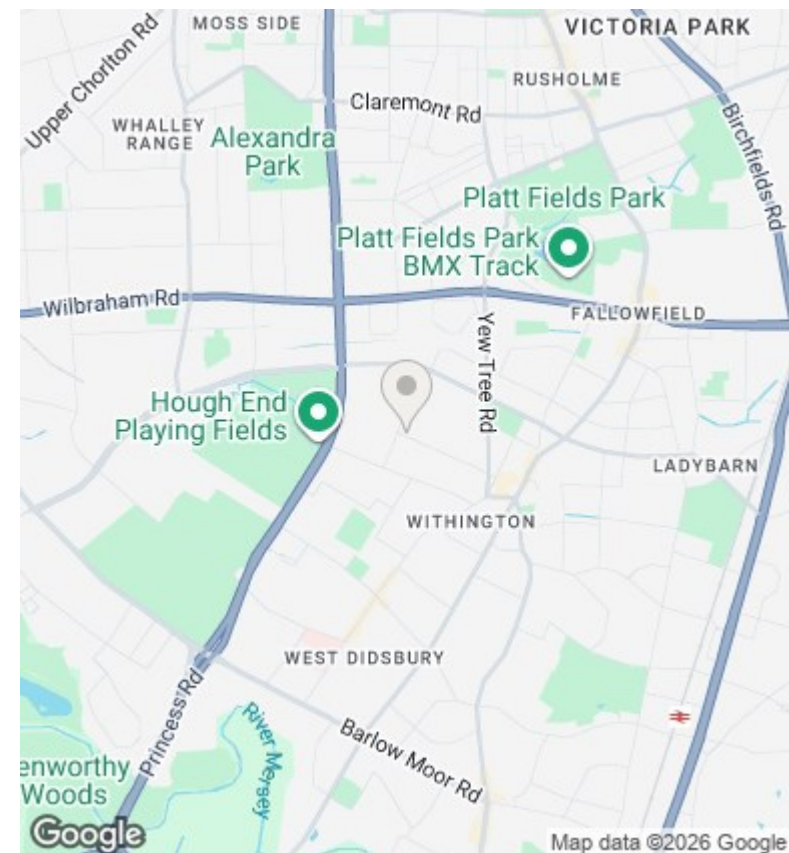 MOSS SIDE
VICTORIA PARK
Upper Chorlton Rd
RUSHOLME
Claremont Rd
Birchfields Rd
WHALLEY
RANGE
Alexandra
Park
Platt Fields Park
Platt Fields Park
BMX Track
Wilbraham Rd
FALLOWFIELD
Yew Tree Rd
Hough End
Playing Fields
LADYBARN
WITHINGTON
WEST DIDSBURY
Princess Rd
River Mersey
Barlow Moor Rd
enworthy
Woods
Google
Map data ©2026 Google